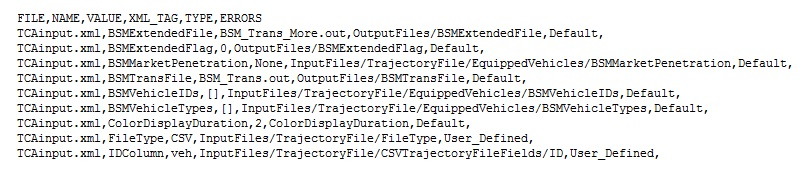 FILE,NAME,VALUE,XML_TAG,TYPE,ERRORS
TCAinput.xml,BSMExtendedFile,BSM_Trans_More.out,OutputFiles/BSMExtendedFile,Default,
TCAinput.xml,BSMExtendedFlag,0,OutputFiles/BSMExtendedFlag,Default,
TCAinput.xml,BSMMarketPenetration,None,InputFiles/TrajectoryFile/EquippedVehicles/BSMMarketPenetration,Default,
TCAinput.xml,BSMTransFile,BSM_Trans.out,OutputFiles/BSMTransFile,Default,
TCAinput.xml,BSMVehicleIDs,[],InputFiles/TrajectoryFile/EquippedVehicles/BSMVehicleIDs,Default,
TCAinput.xml,BSMVehicleTypes,[],InputFiles/TrajectoryFile/EquippedVehicles/BSMVehicleTypes,Default,
TCAinput.xml,ColorDisplayDuration,2,ColorDisplayDuration,Default,
TCAinput.xml,FileType,CSV,InputFiles/TrajectoryFile/FileType,User_Defined,
TCAinput.xml,IDColumn,veh,InputFiles/TrajectoryFile/CSVTrajectoryFileFields/ID,User_Defined,